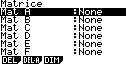 Matrice
Mat A :None
Mat B :None
Mat C :None
Mat D :None
Mat E :None
Mat F :None
DEL DEL·A DIM